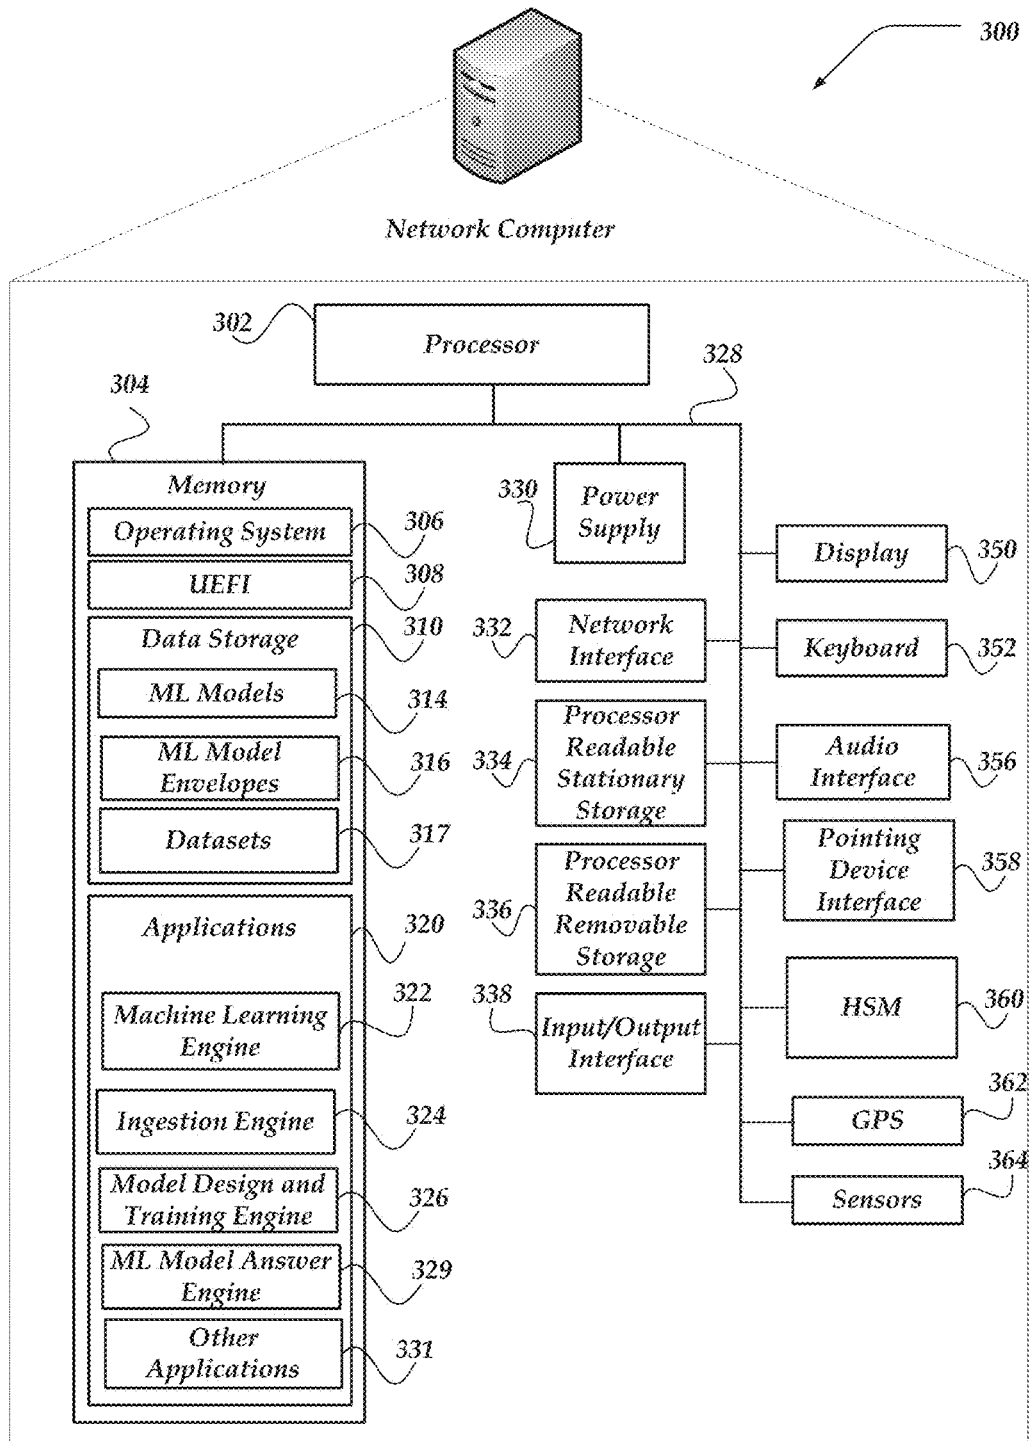 300
Network Computer
302
Processor
328
304
Memory
Operating System
306
UEFI
308
Data Storage
310
ML Models
314
ML Model
Envelopes
316
Datasets
317
Applications
320
Machine Learning
Engine
322
Ingestion Engine
324
Model Design and
Training Engine
326
ML Model Answer
Engine
329
Other
Applications
331
330
Power
Supply
332
Network
Interface
334
Processor
Readable
Stationary
Storage
336
Processor
Readable
Removable
Storage
338
Input/Output
Interface
Display
350
Keyboard
352
Audio
Interface
356
Pointing
Device
Interface
358
HSM
360
GPS
362
Sensors
364